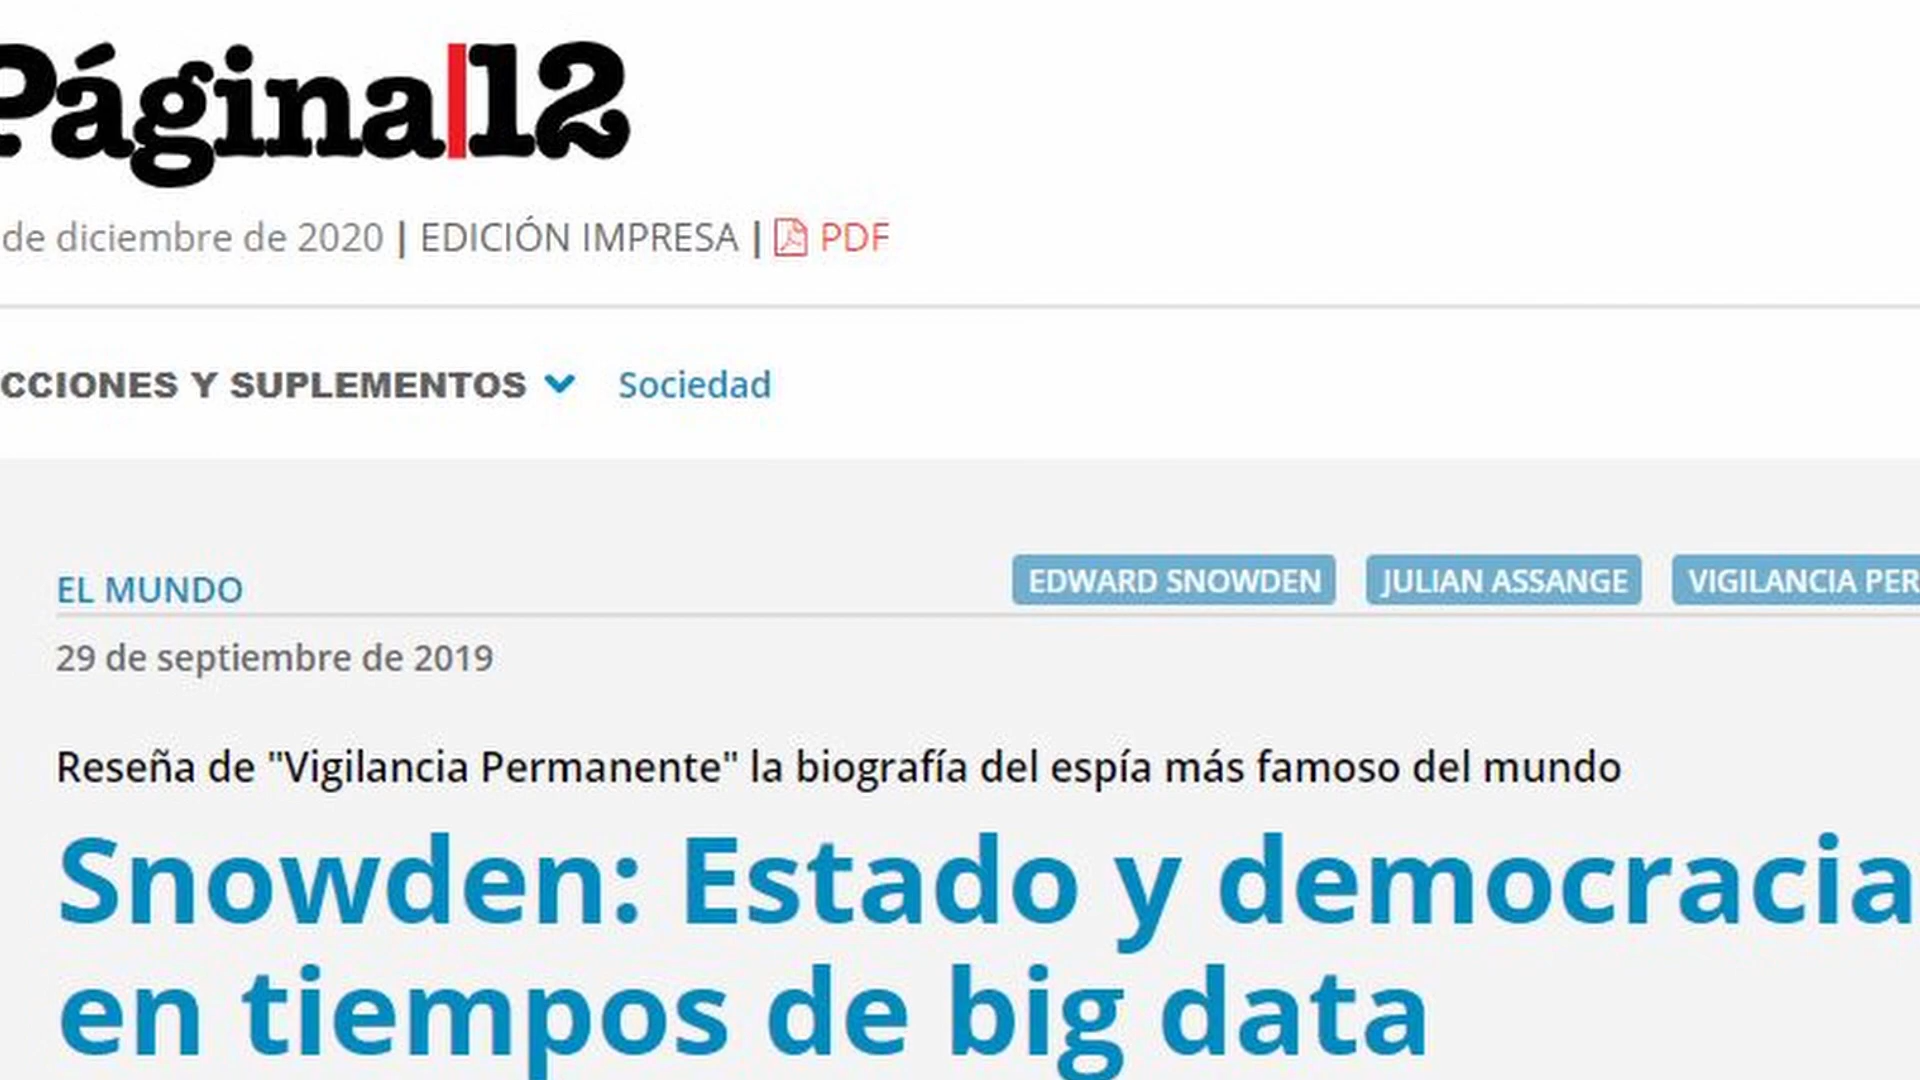 Página|12
de diciembre de 2020 | EDICIÓN IMPRESA | PDF
CCIONES Y SUPLEMENTOS Sociedad
EL MUNDO EDWARD SNOWDEN JULIAN ASSANGE VIGILANCIA PER
29 de septiembre de 2019
Reseña de "Vigilancia Permanente" la biografía del espía más famoso del mundo
Snowden: Estado y democracia
en tiempos de big data